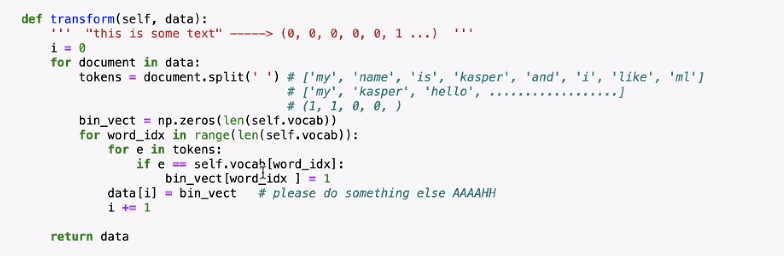 def transform(self, data):
''' "this is some text" -----> (0, 0, 0, 0, 0, 1 ...) '''
i = 0
for document in data:
tokens = document.split(' ') # ['my', 'name', 'is', 'kasper', 'and', 'i', 'like', 'ml']
# ['my', 'kasper', 'hello', ..................]
# (1, 1, 0, 0, )
bin_vect = np.zeros(len(self.vocab))
for word_idx in range(len(self.vocab)):
for e in tokens:
if e == self.vocab[word_idx]:
bin_vect[word_idx ] = 1
data[i] = bin_vect # please do something else AAAAHH
i += 1
return data